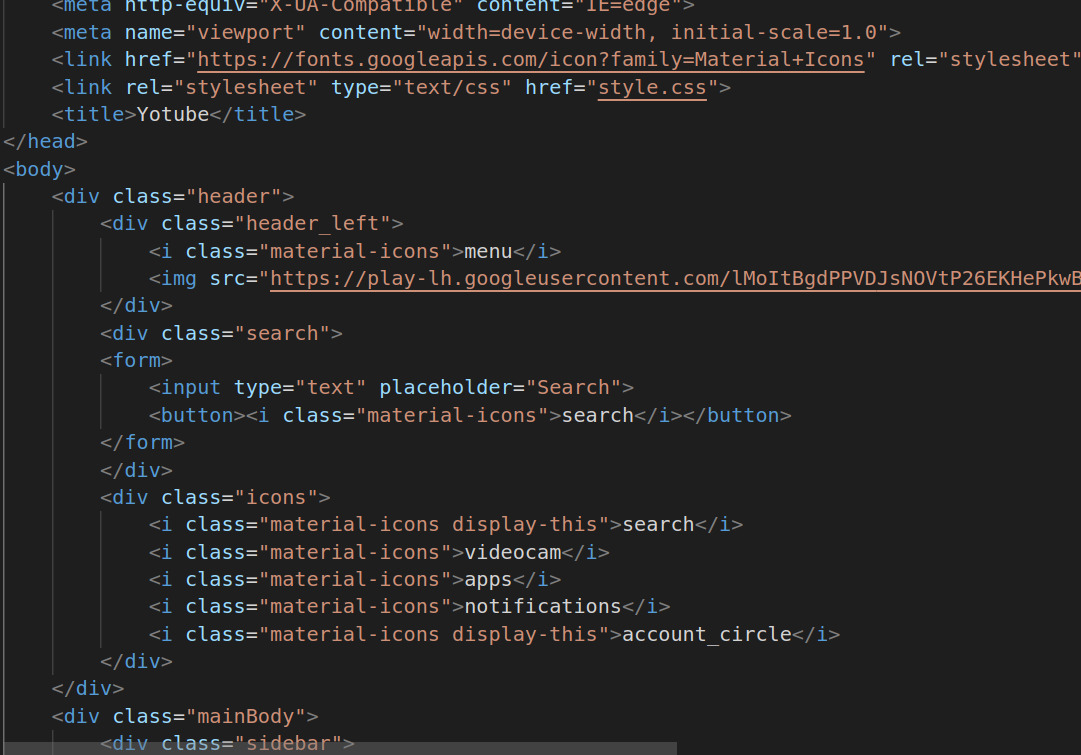 <meta http-equiv="X-UA-Compatible" content="IE=edge">
<meta name="viewport" content="width=device-width, initial-scale=1.0">
<link href="https://fonts.googleapis.com/icon?family=Material+Icons" rel="stylesheet"
<link rel="stylesheet" type="text/css" href="style.css">
<title>Yotube</title>
</head>
<body>
<div class="header">
<div class="header_left">
<i class="material-icons">menu</i>
<img src="https://play-lh.googleusercontent.com/lMoItBgdPPVDJsNOVtP26EKHePkwB
</div>
<div class="search">
<form>
<input type="text" placeholder="Search">
<button><i class="material-icons">search</i></button>
</form>
</div>
<div class="icons">
<i class="material-icons display-this">search</i>
<i class="material-icons">videocam</i>
<i class="material-icons">apps</i>
<i class="material-icons">notifications</i>
<i class="material-icons display-this">account_circle</i>
</div>
</div>
<div class="mainBody">
<div class="sidebar">